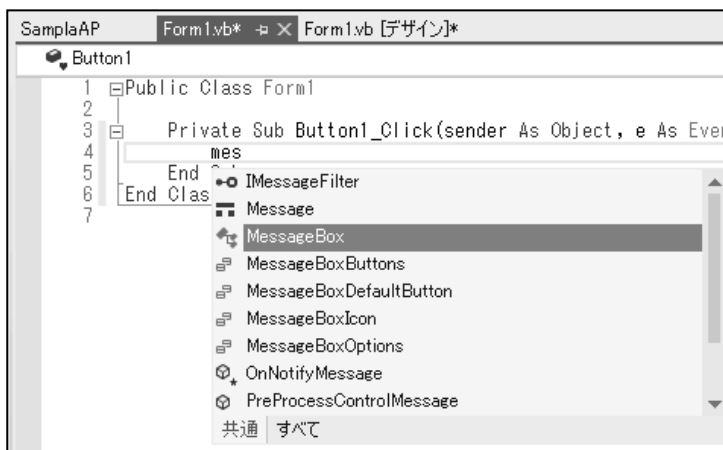 SamplaAP Form1.vb* Form1.vb [デザイン]*
Button1
1 Public Class Form1
2
3 Private Sub Button1_Click(sender As Object, e As Eve
4 mes
5 End
6 End Clas
7
IMessageFilter
Message
MessageBox
MessageBoxButtons
MessageBoxDefaultButton
MessageBoxIcon
MessageBoxOptions
OnNotifyMessage
PreProcessControlMessage
共通 すべて